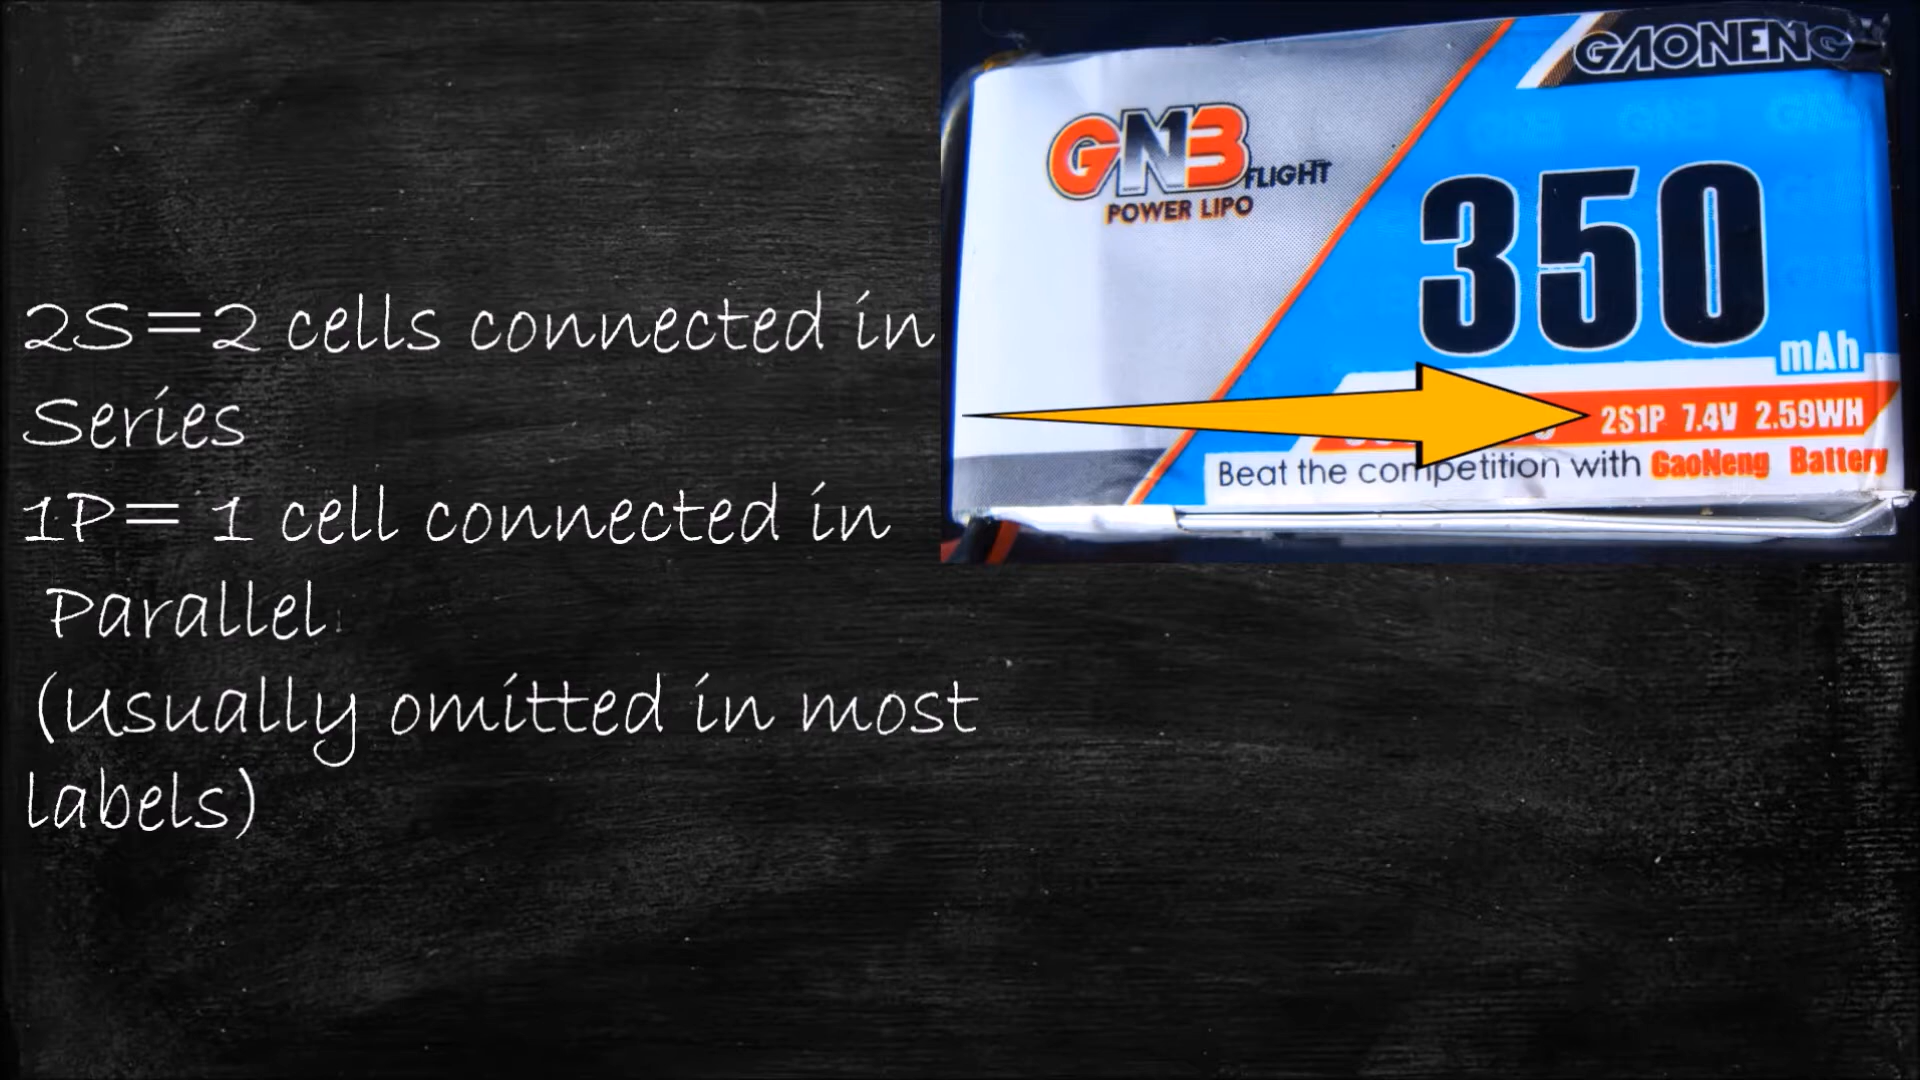 2S=2 cells connected in
Series
1P= 1 cell connected in
Parallel
(usually omitted in most
labels)
GAONENG
GNB FLIGHT
POWER LIPO
350
mAh
2S1P 7.4V 2.59WH
Beat the competition with GaoNeng Battery